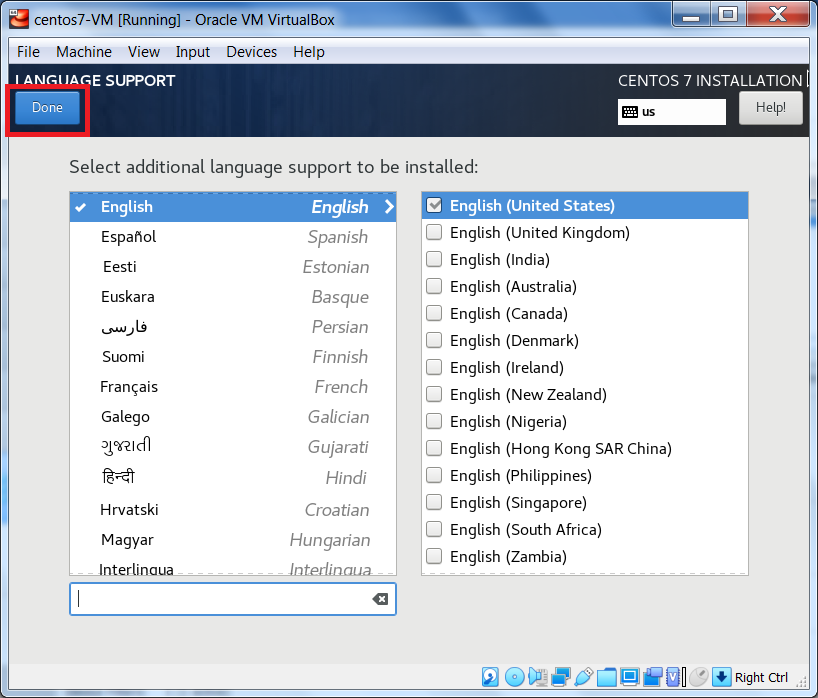 centos7-VM [Running] - Oracle VM VirtualBox
File Machine View Input Devices Help
LANGUAGE SUPPORT
CENTOS 7 INSTALLATION
Done
us
Help!
Select additional language support to be installed:
English English
Español Spanish
Eesti Estonian
Euskara Basque
فارسی Persian
Suomi Finnish
Français French
Galego Galician
ગુજરાતી Gujarati
हिन्दी Hindi
Hrvatski Croatian
Magyar Hungarian
Interlingua Interlingua
English (United States)
English (United Kingdom)
English (India)
English (Australia)
English (Canada)
English (Denmark)
English (Ireland)
English (New Zealand)
English (Nigeria)
English (Hong Kong SAR China)
English (Philippines)
English (Singapore)
English (South Africa)
English (Zambia)
Right Ctrl